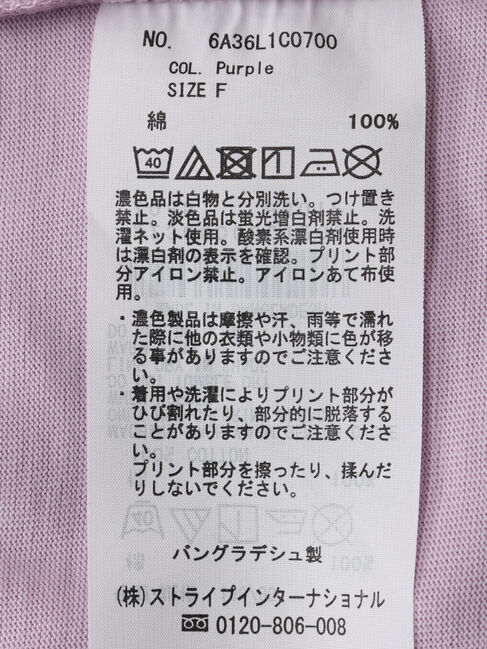 NO. 6A36L1C0700
COL. Purple
SIZE F
綿 100%
40
濃色品は白物と分別洗い。つけ置き
禁止。淡色品は蛍光増白剤禁止。洗
濯ネット使用。酸素系漂白剤使用時
は漂白剤の表示を確認。プリント部
分アイロン禁止。アイロンあて布使
用。
・濃色製品は摩擦や汗、雨等で濡れ
た際に他の衣類や小物類に色が移
る事がありますのでご注意くださ
い。
・着用や洗濯によりプリント部分が
ひび割れたり、部分的に脱落する
ことがありますのでご注意くださ
い。
プリント部分を擦ったり、揉んだ
りしないでください。
バングラデシュ製
(株)ストライプインターナショナル
0120-806-008